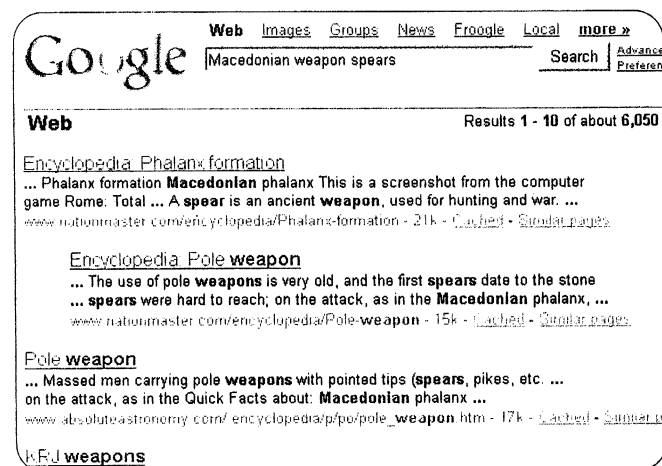 Google
Web Images Groups News Froogle Local more »
Macedonian weapon spears Search Advance
Preferen
Web Results 1 - 10 of about 6,050
Encyclopedia: Phalanx formation
... Phalanx formation Macedonian phalanx This is a screenshot from the computer
game Rome: Total ... A spear is an ancient weapon, used for hunting and war. ...
www.nationmaster.com/encyclopedia/Phalanx-formation - 21k - Cached - Similar pages
Encyclopedia: Pole weapon
... The use of pole weapons is very old, and the first spears date to the stone
... spears were hard to reach; on the attack, as in the Macedonian phalanx, ...
www.nationmaster.com/encyclopedia/Pole-weapon - 15k - Cached - Similar pages
Pole weapon
... Massed men carrying pole weapons with pointed tips (spears, pikes, etc. ...
on the attack, as in the Quick Facts about: Macedonian phalanx ...
www.absoluteastronomy.com/ encyclopedia/p/po/pole_weapon.htm - 17k - Cached - Similar p
KRJ weapons